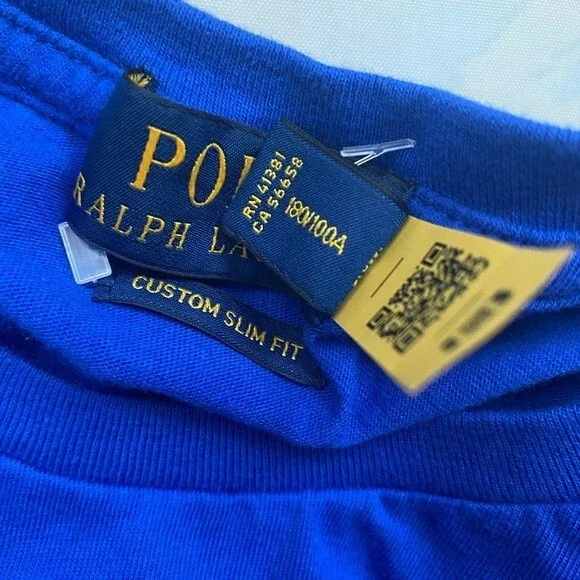 PO
RALPH LA
CUSTOM SLIM FIT
RN 41381
CA 56658
180/100A